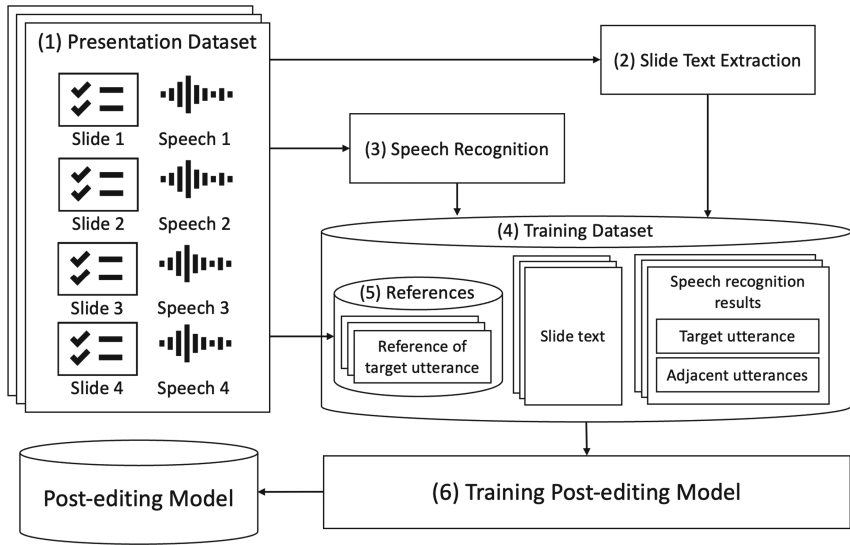 (1) Presentation Dataset
Slide 1
Speech 1
Slide 2
Speech 2
Slide 3
Speech 3
Slide 4
Speech 4
(2) Slide Text Extraction
(3) Speech Recognition
(4) Training Dataset
(5) References
Reference of
target utterance
Slide text
Speech recognition
results
Target utterance
Adjacent utterances
(6) Training Post-editing Model
Post-editing Model